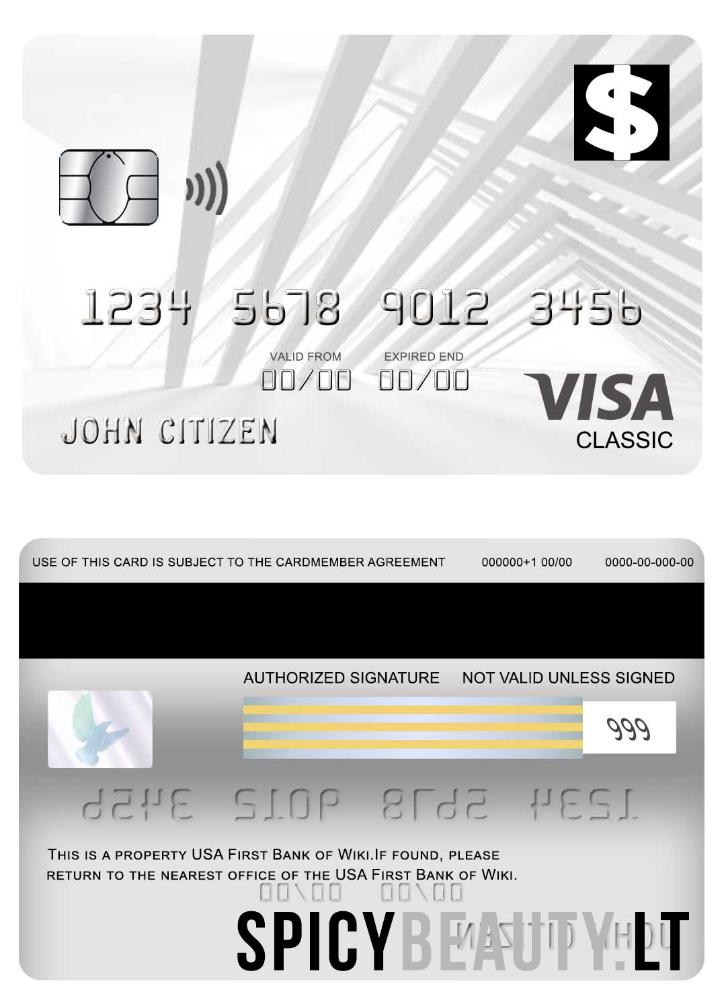 $
1234 5678 9012 3456
VALID FROM EXPIRED END
00/00 00/00
VISA
JOHN CITIZEN
CLASSIC
USE OF THIS CARD IS SUBJECT TO THE CARDMEMBER AGREEMENT 000000+1 00/00 0000-00-000-00
AUTHORIZED SIGNATURE NOT VALID UNLESS SIGNED
999
THIS IS A PROPERTY USA FIRST BANK OF WIKI.IF FOUND, PLEASE
RETURN TO THE NEAREST OFFICE OF THE USA FIRST BANK OF WIKI.
SPICYBEAUTY.LT